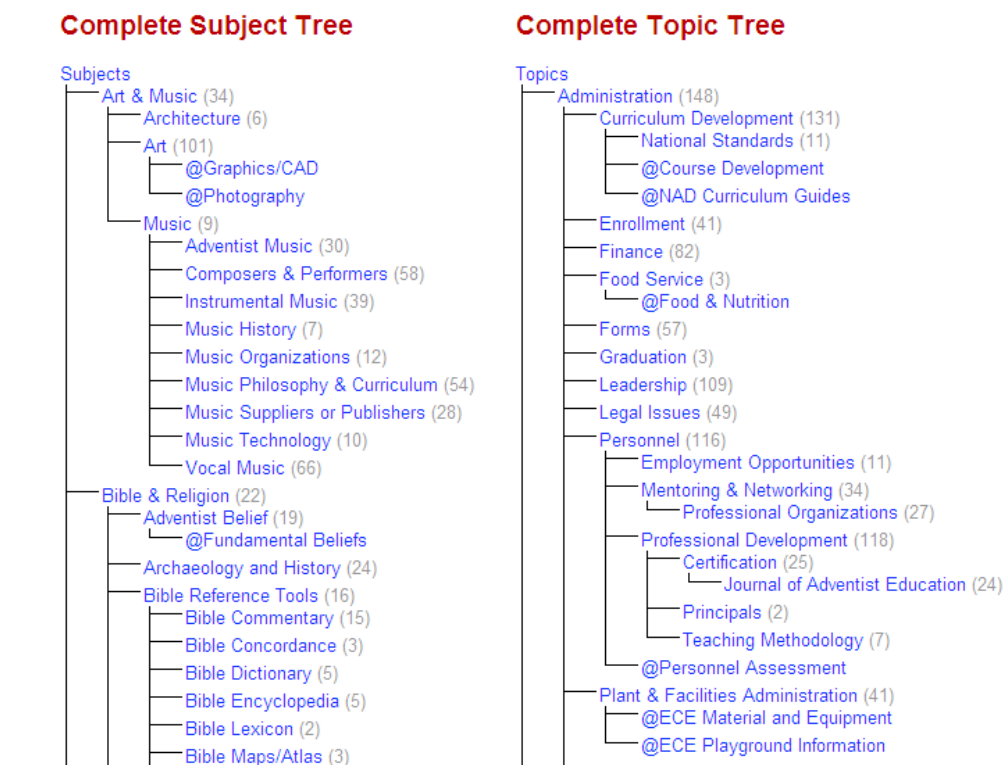 Complete Subject Tree
Subjects
Art & Music (34)
Architecture (6)
Art (101)
@Graphics/CAD
@Photography
Music (9)
Adventist Music (30)
Composers & Performers (58)
Instrumental Music (39)
Music History (7)
Music Organizations (12)
Music Philosophy & Curriculum (54)
Music Suppliers or Publishers (28)
Music Technology (10)
Vocal Music (66)
Bible & Religion (22)
Adventist Belief (19)
@Fundamental Beliefs
Archaeology and History (24)
Bible Reference Tools (16)
Bible Commentary (15)
Bible Concordance (3)
Bible Dictionary (5)
Bible Encyclopedia (5)
Bible Lexicon (2)
Bible Maps/Atlas (3)
Complete Topic Tree
Topics
Administration (148)
Curriculum Development (131)
National Standards (11)
@Course Development
@NAD Curriculum Guides
Enrollment (41)
Finance (82)
Food Service (3)
@Food & Nutrition
Forms (57)
Graduation (3)
Leadership (109)
Legal Issues (49)
Personnel (116)
Employment Opportunities (11)
Mentoring & Networking (34)
Professional Organizations (27)
Professional Development (118)
Certification (25)
Journal of Adventist Education (24)
Principals (2)
Teaching Methodology (7)
@Personnel Assessment
Plant & Facilities Administration (41)
@ECE Material and Equipment
@ECE Playground Information